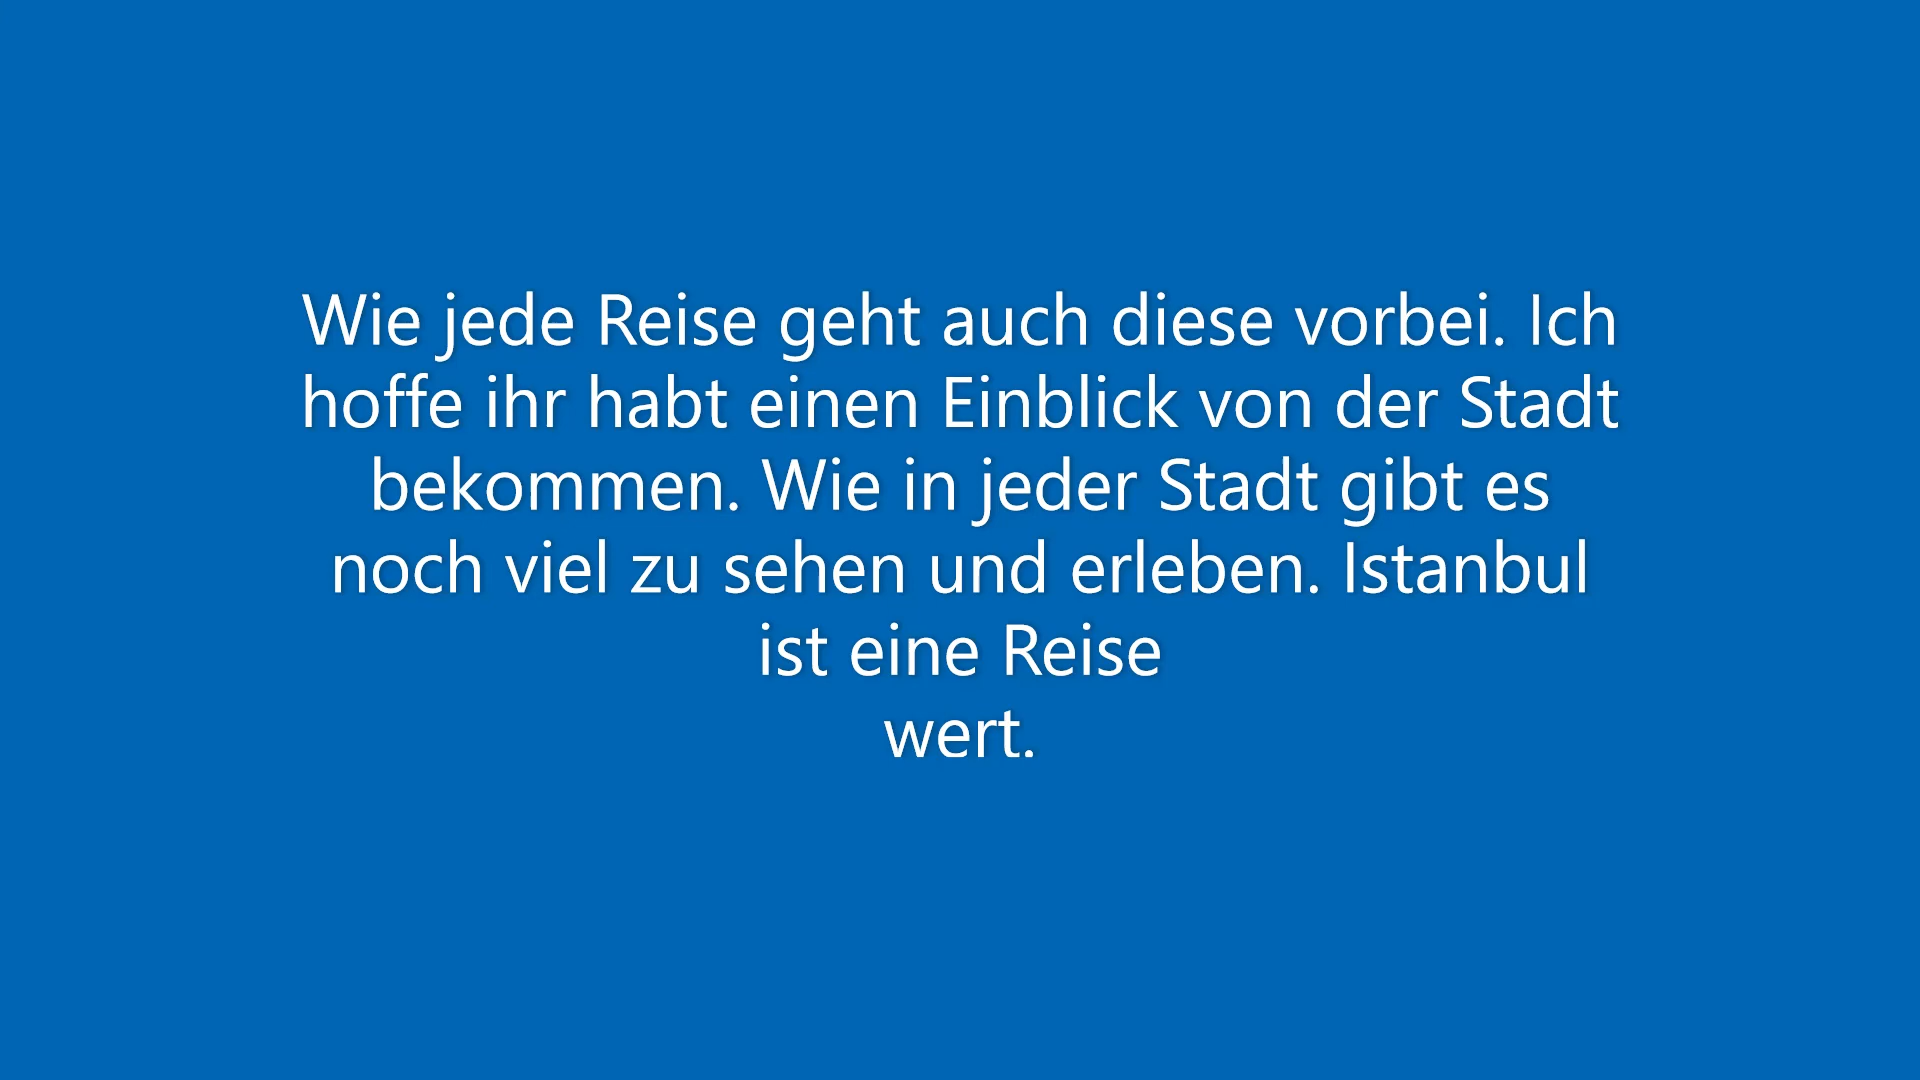 Wie jede Reise geht auch diese vorbei. Ich
hoffe ihr habt einen Einblick von der Stadt
bekommen. Wie in jeder Stadt gibt es
noch viel zu sehen und erleben. Istanbul
ist eine Reise
wert.